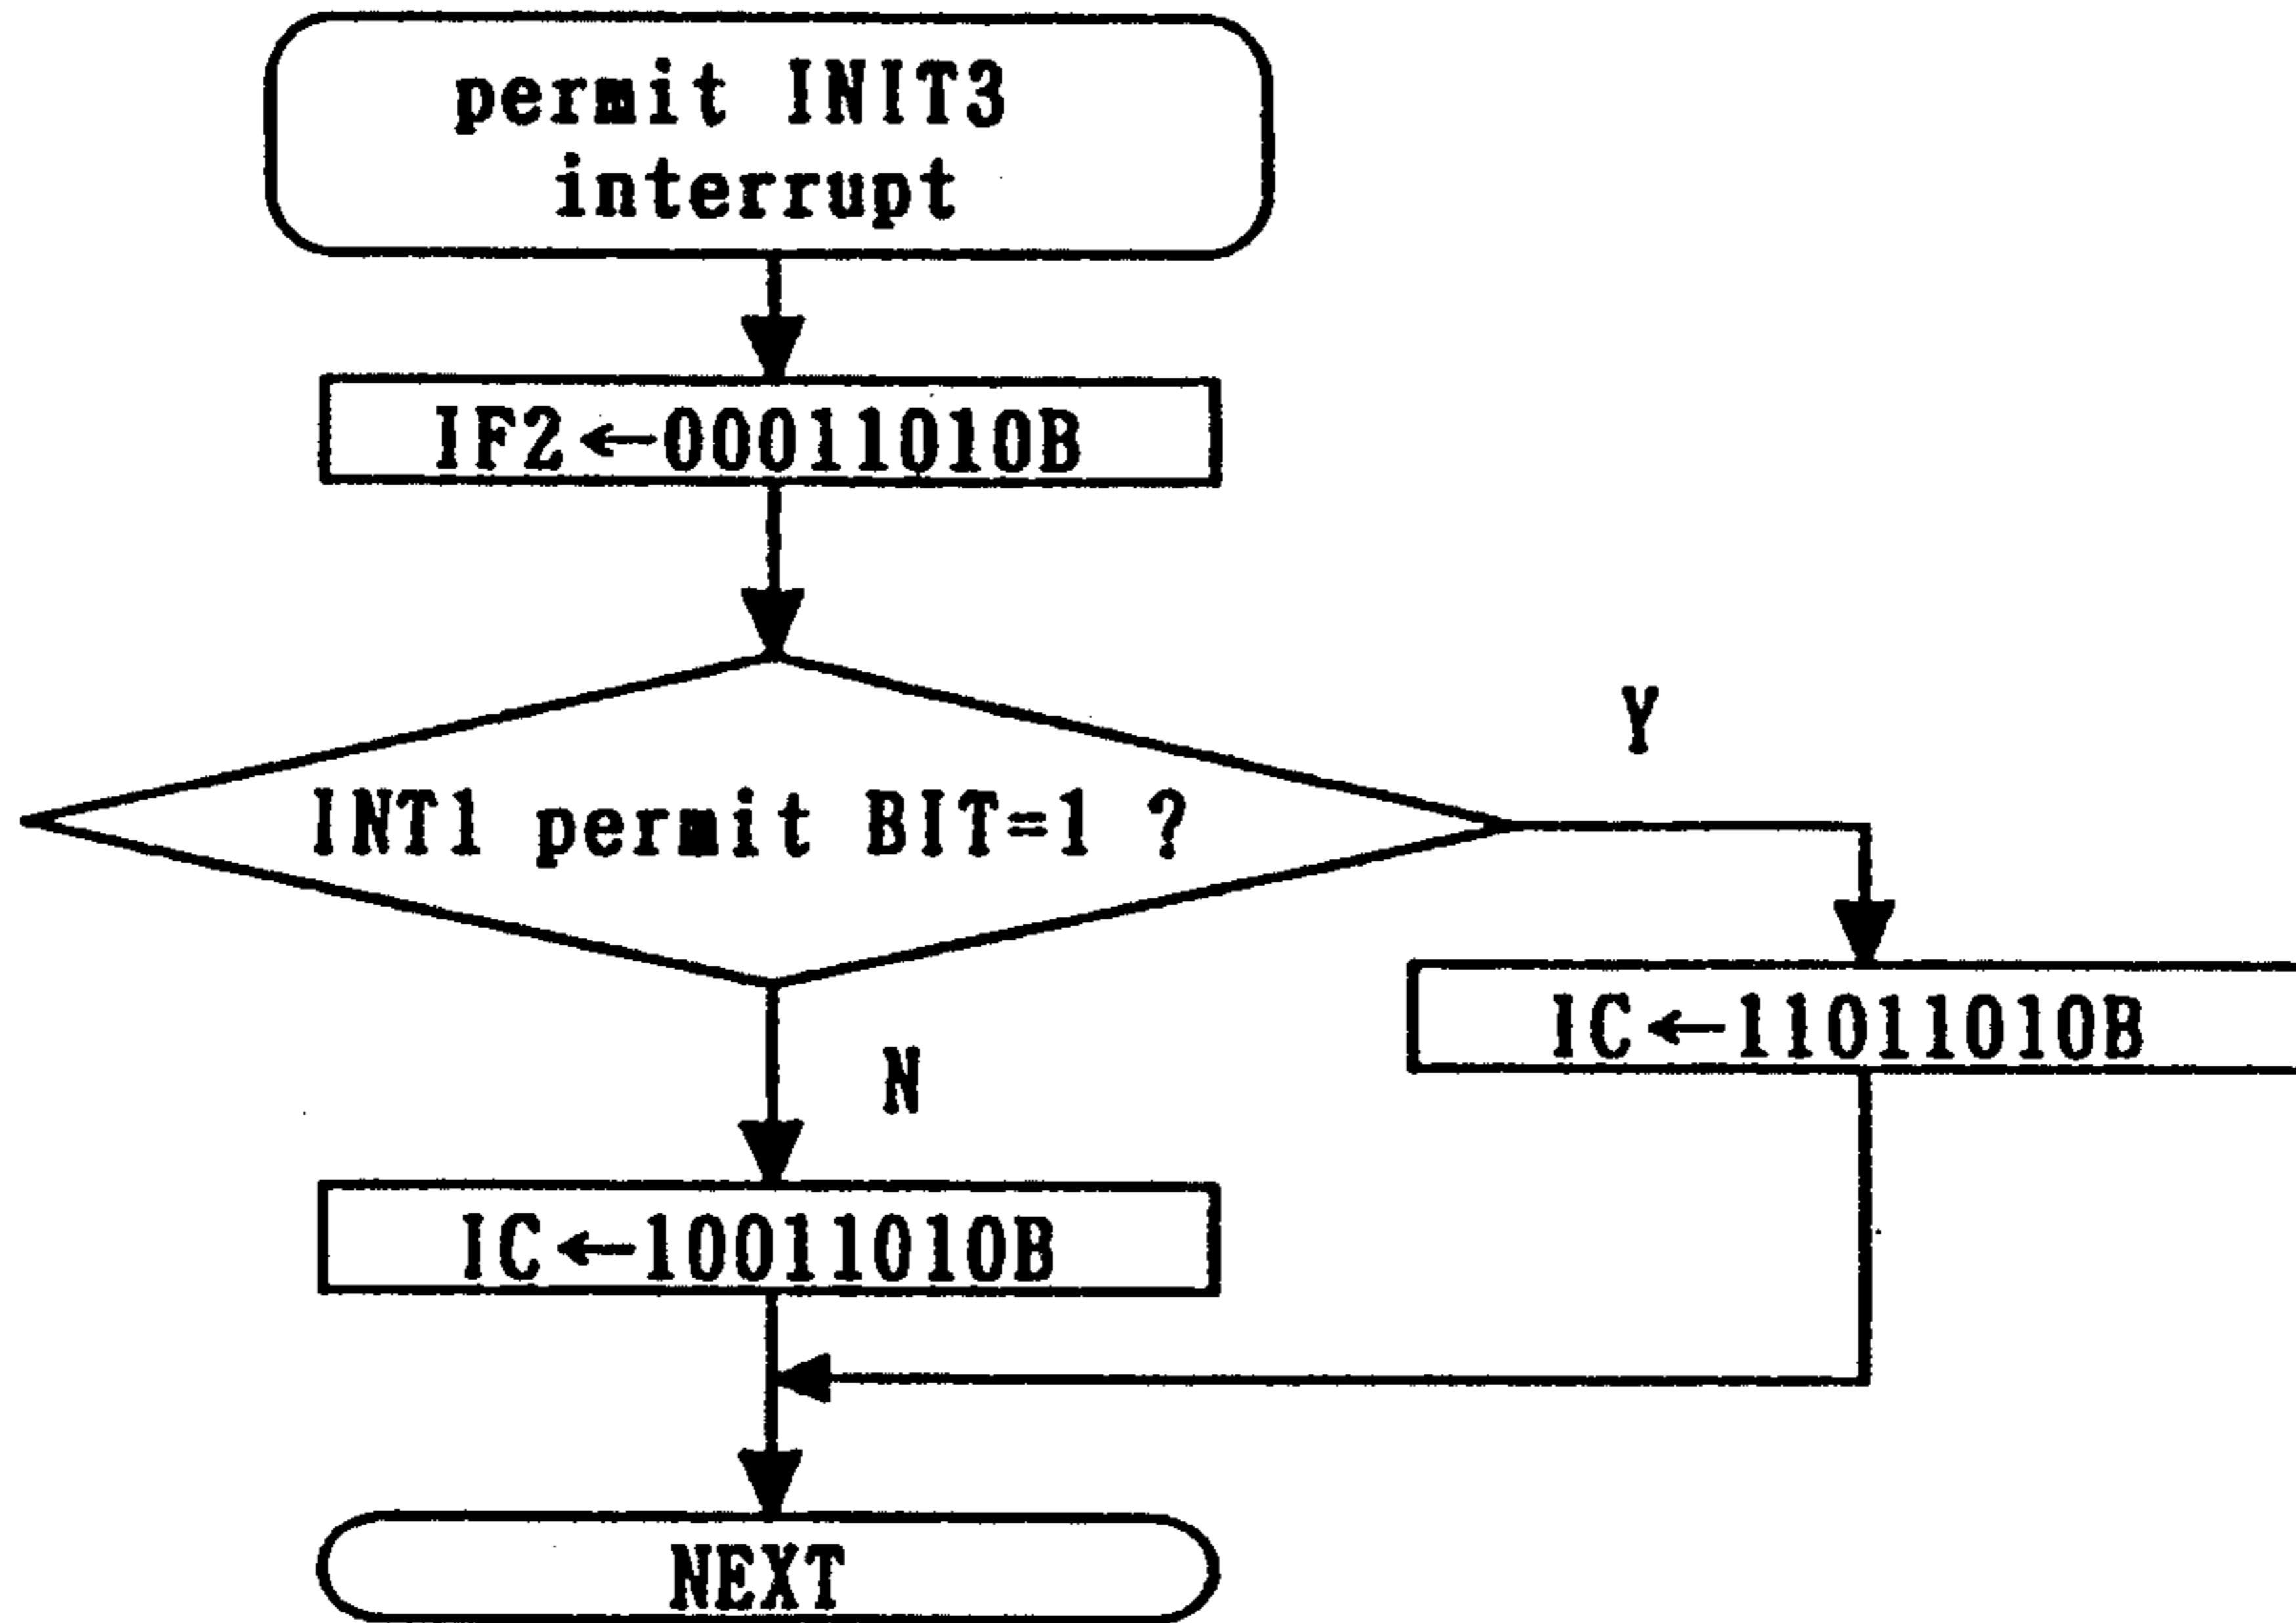 permit INIT3
interrupt
IF2←00011010B
INT1 permit BIT=1 ?
Y
IC←11011010B
N
IC←10011010B
NEXT